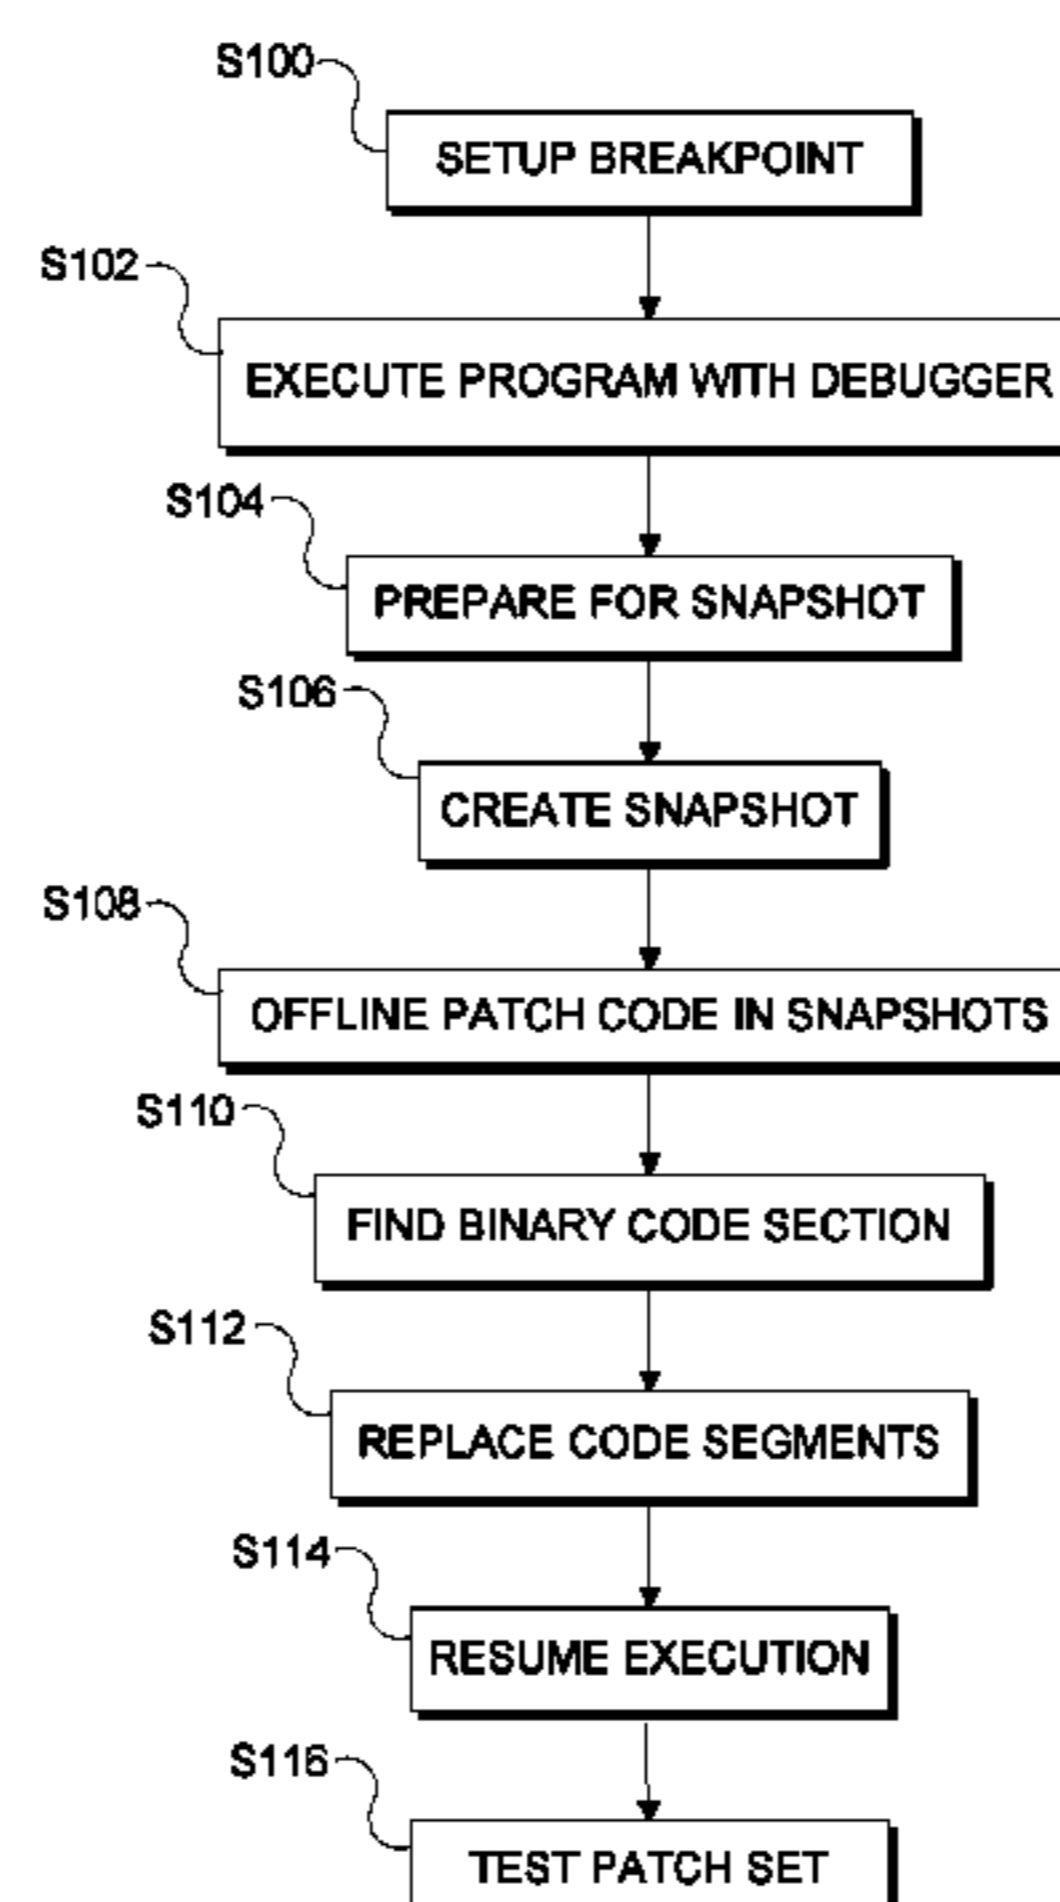 S100
SETUP BREAKPOINT
S102
EXECUTE PROGRAM WITH DEBUGGER
S104
PREPARE FOR SNAPSHOT
S106
CREATE SNAPSHOT
S108
OFFLINE PATCH CODE IN SNAPSHOTS
S110
FIND BINARY CODE SECTION
S112
REPLACE CODE SEGMENTS
S114
RESUME EXECUTION
S116
TEST PATCH SET